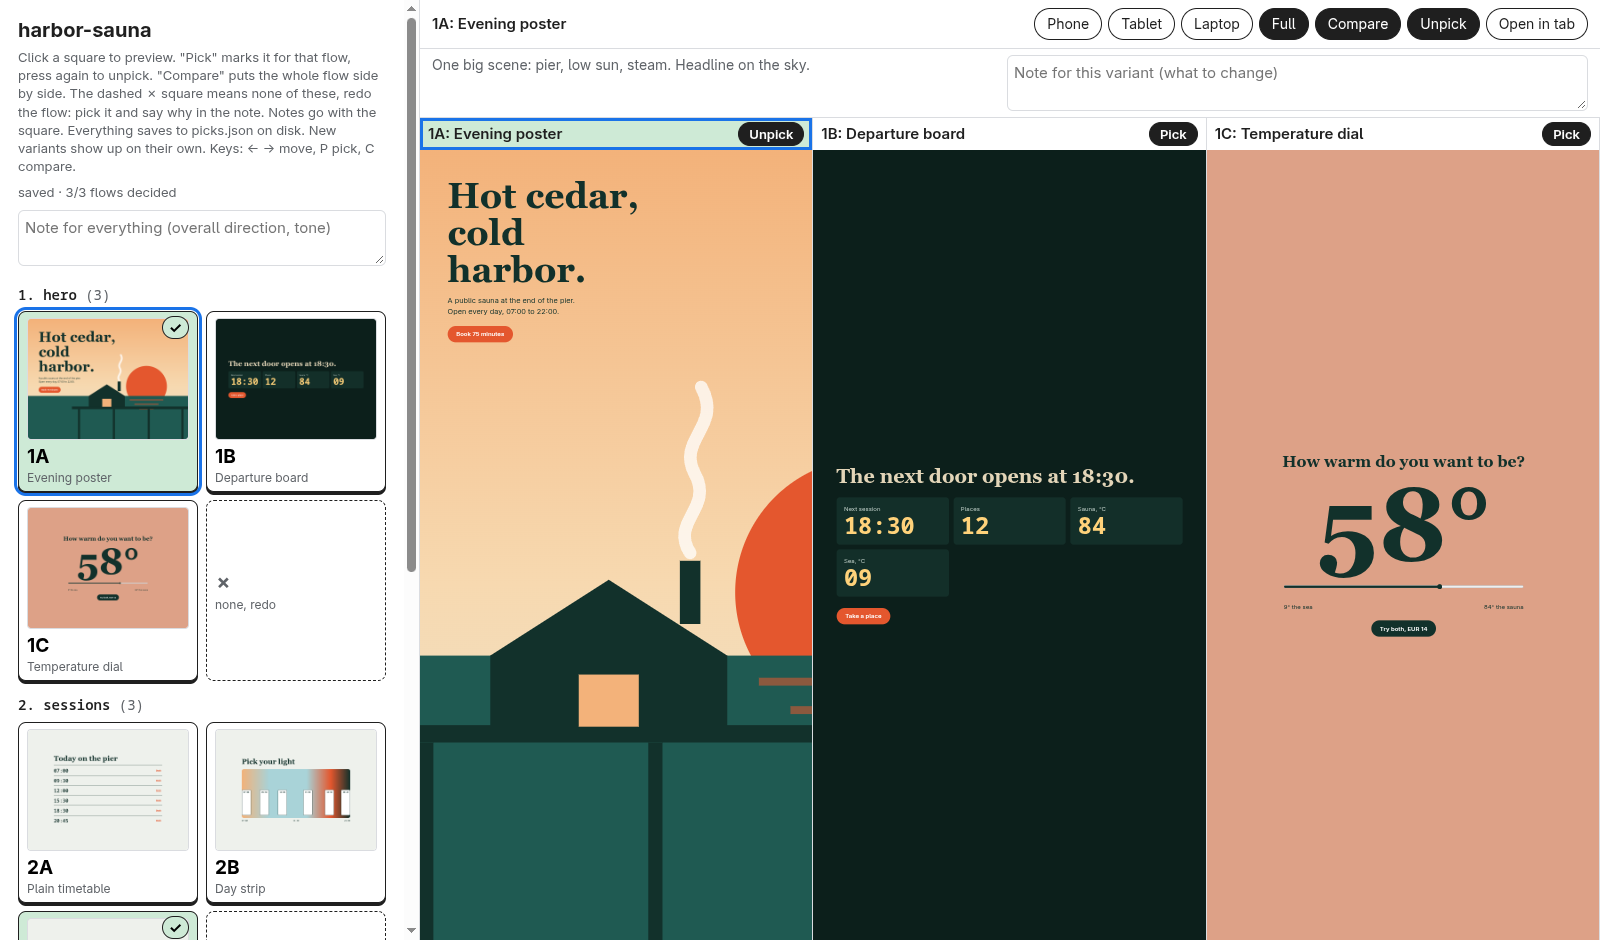 harbor-sauna
Click a square to preview. "Pick" marks it for that flow,
press again to unpick. "Compare" puts the whole flow side
by side. The dashed × square means none of these, redo
the flow: pick it and say why in the note. Notes go with the
square. Everything saves to picks.json on disk. New
variants show up on their own. Keys: ← → move, P pick, C
compare.
saved · 3/3 flows decided
Note for everything (overall direction, tone)
1. hero (3)
Hot cedar,
cold
harbor.
1A
Evening poster
The next door opens at 18:30.
18:30 12 84 09
1B
Departure board
How warm do you want to be?
58°
1C
Temperature dial
×
none, redo
2. sessions (3)
Today on the pier
07:00
09:30
12:00
15:30
18:30
20:45
2A
Plain timetable
Pick your light
2B
Day strip
1A: Evening poster
Phone Tablet Laptop Full Compare Unpick Open in tab
One big scene: pier, low sun, steam. Headline on the sky.
Note for this variant (what to change)
1A: Evening poster Unpick
Hot cedar,
cold
harbor.
A public sauna at the end of the pier.
Open every day, 07:00 to 22:00.
Book 75 minutes
1B: Departure board Pick
The next door opens at 18:30.
Next session Places Sauna, °C
18:30 12 84
Sea, °C
09
Take a place
1C: Temperature dial Pick
How warm do you want to be?
58°
9° the sea 84° the sauna
Try both, EUR 14